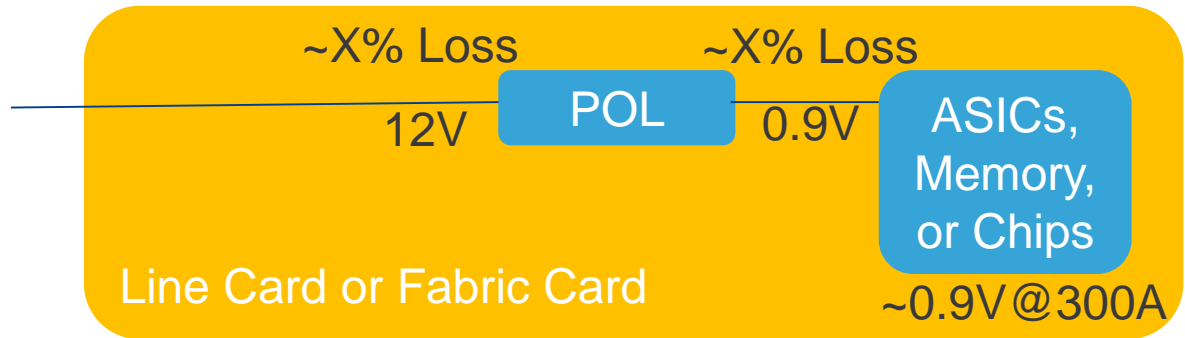 ~X% Loss
~X% Loss
POL
12V
0.9V
ASICs,
Memory,
or Chips
Line Card or Fabric Card
~0.9V@300A